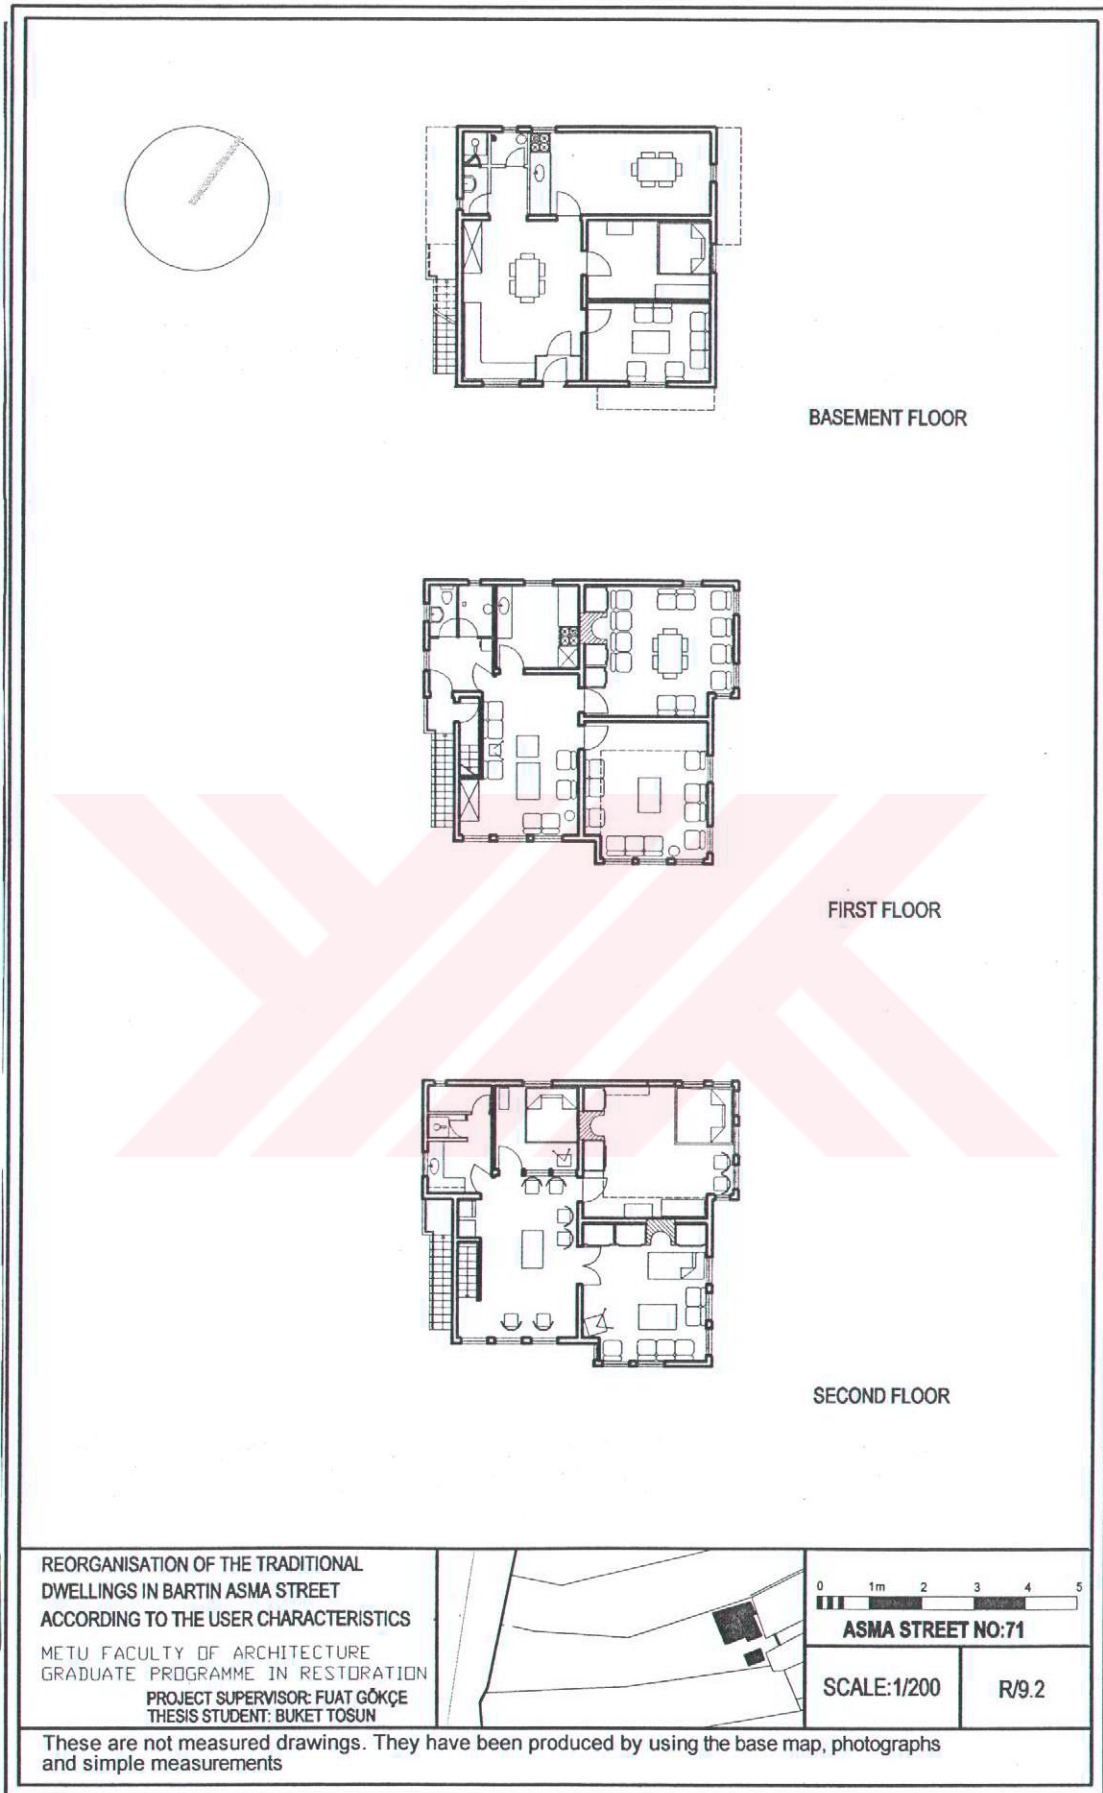 BASEMENT FLOOR
FIRST FLOOR
SECOND FLOOR
REORGANISATION OF THE TRADITIONAL
DWELLINGS IN BARTIN ASMA STREET
ACCORDING TO THE USER CHARACTERISTICS
METU FACULTY OF ARCHITECTURE
GRADUATE PROGRAMME IN RESTORATION
PROJECT SUPERVISOR: FUAT GÖKÇE
THESIS STUDENT: BUKET TOSUN
0 1m 2 3 4 5
ASMA STREET NO:71
SCALE:1/200
R/9.2
These are not measured drawings. They have been produced by using the base map, photographs
and simple measurements